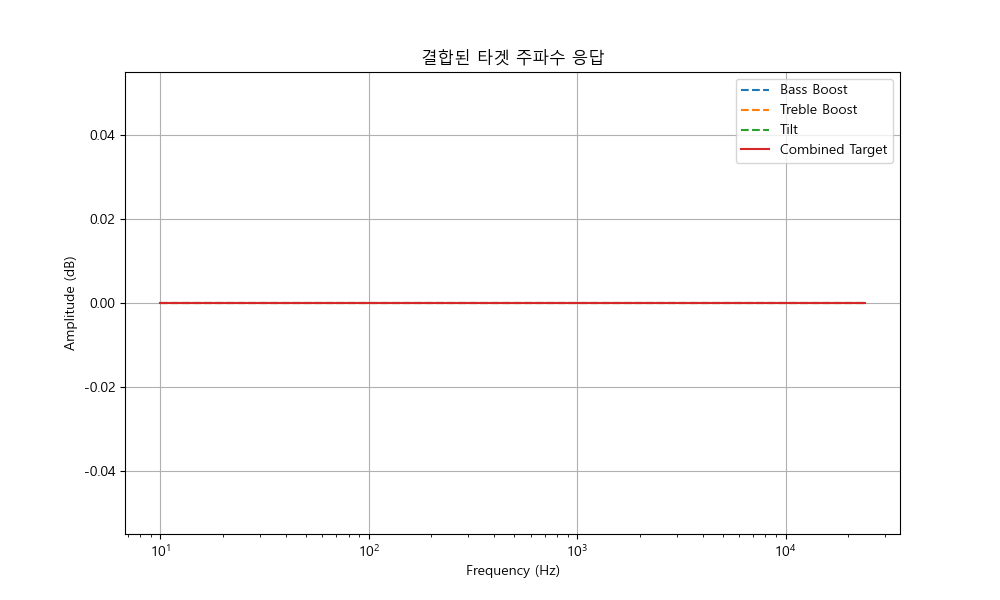 결합된 타겟 주파수 응답
Bass Boost
Treble Boost
Tilt
Combined Target
Amplitude (dB)
0.04
0.02
0.00
-0.02
-0.04
10¹
10²
10³
10⁴
Frequency (Hz)